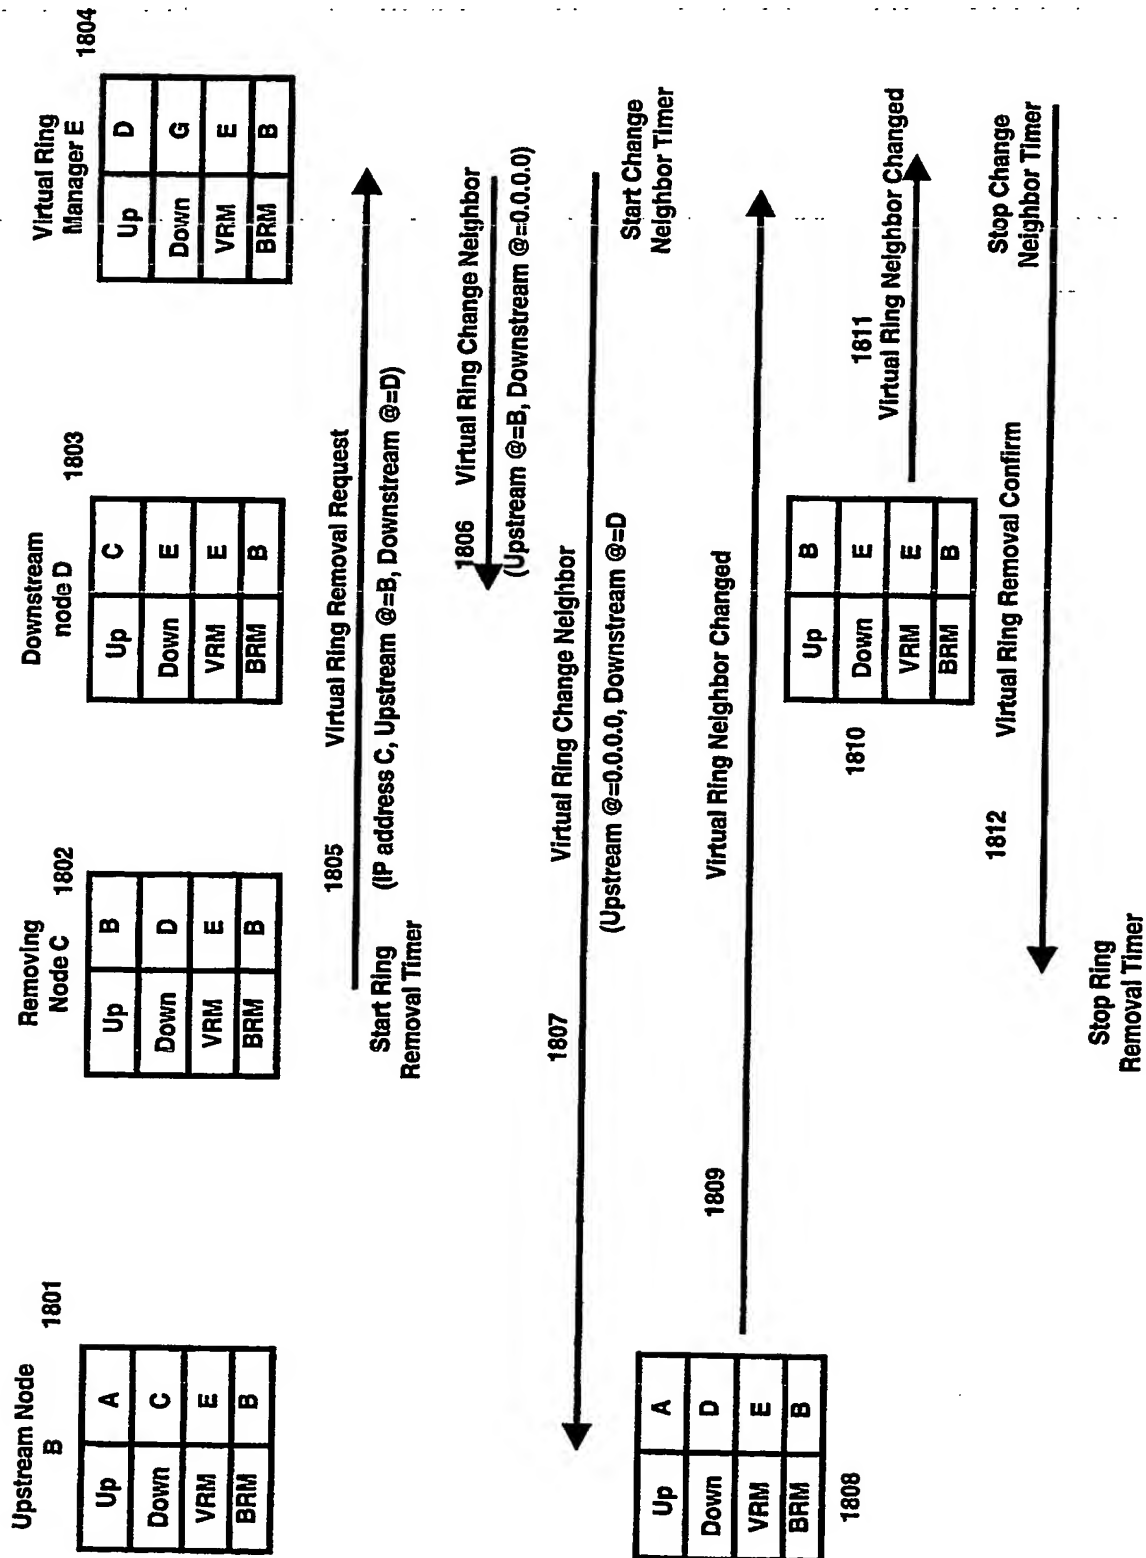 Upstream Node
B
1801
Up A
Down C
VRM E
BRM B
Removing
Node C
1802
Up B
Down D
VRM E
BRM B
Downstream
node D
1803
Up C
Down E
VRM E
BRM B
Virtual Ring
Manager E
1804
Up D
Down G
VRM E
BRM B
1805
Virtual Ring Removal Request
Start Ring
Removal Timer
(IP address C, Upstream @=B, Downstream @=D)
1806
Virtual Ring Change Neighbor
(Upstream @=B, Downstream @=0.0.0.0)
1807
Virtual Ring Change Neighbor
(Upstream @=0.0.0.0, Downstream @=D
Start Change
Neighbor Timer
Up A
Down D
VRM E
BRM B
1808
1809
Virtual Ring Neighbor Changed
1810
Up B
Down E
VRM E
BRM B
1811
Virtual Ring Neighbor Changed
Stop Change
Neighbor Timer
1812
Virtual Ring Removal Confirm
Stop Ring
Removal Timer